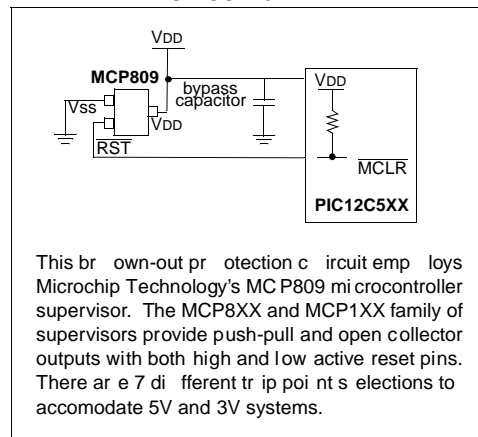 VDD
MCP809
VDD
bypass
capacitor
VSS
VDD
RST
MCLR
PIC12C5XX
This br own-out pr otection c ircuit emp loys
Microchip Technology's MC P809 mi crocontroller
supervisor. The MCP8XX and MCP1XX family of
supervisors provide push-pull and open collector
outputs with both high and low active reset pins.
There ar e 7 di fferent tr ip poi nt s elections to
accomodate 5V and 3V systems.